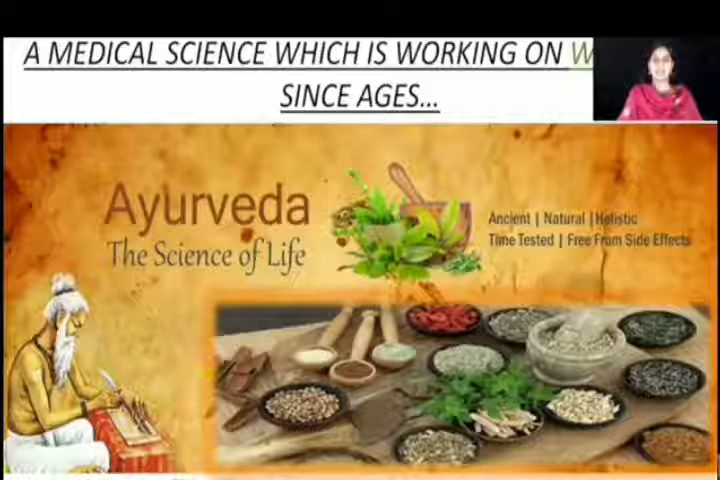 A MEDICAL SCIENCE WHICH IS WORKING ON
SINCE AGES...
Ayurveda
The Science of Life
Ancient | Natural | Holistic
Time Tested | Free From Side Effects